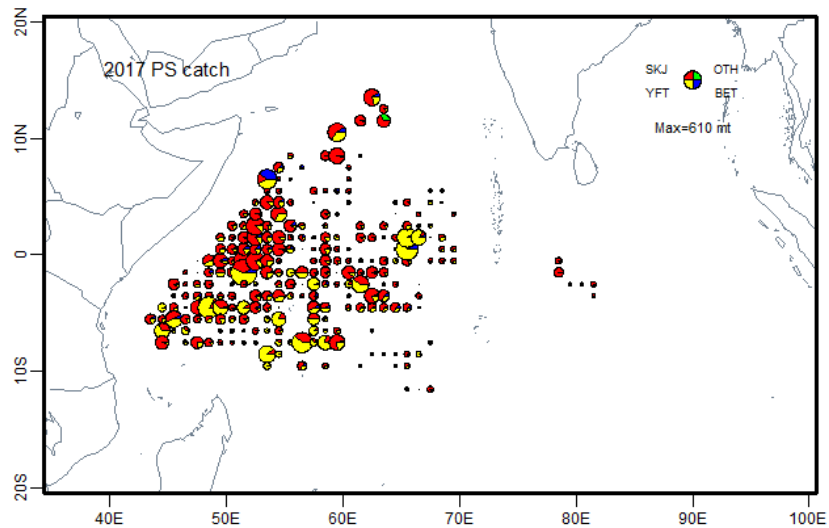 20N
2017 PS catch
SKJ OTH
YFT BET
Max=610 mt
10N
0
10S
20S
40E 50E 60E 70E 80E 90E 100E